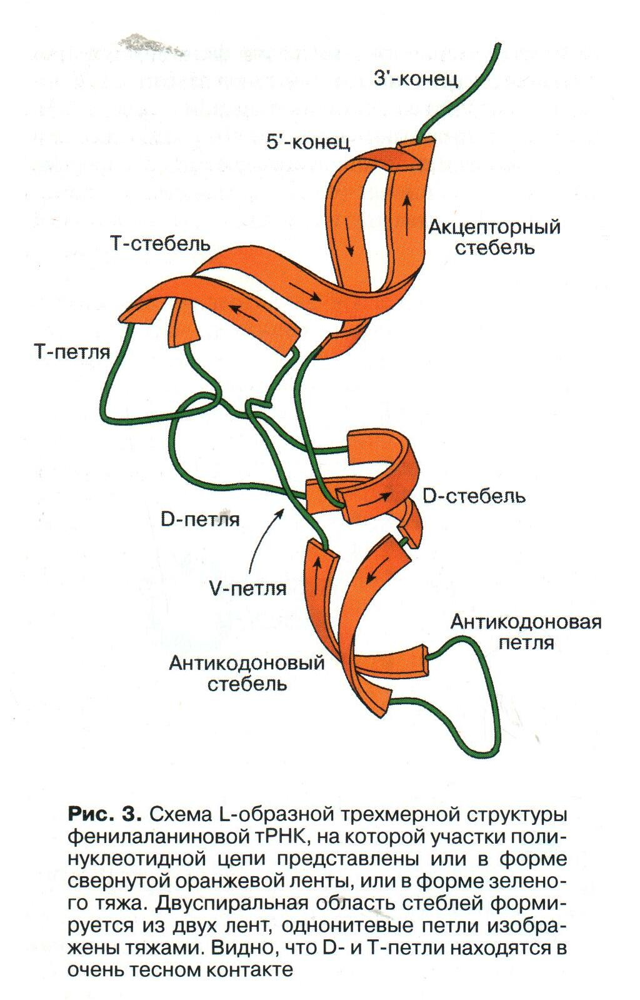 3'-конец
5'-конец
Акцепторный
стебель
Т-стебель
Т-петля
D-стебель
D-петля
V-петля
Антикодоновая
петля
Антикодоновый
стебель
Рис. 3. Схема L-образной трехмерной структуры
фенилаланиновой тРНК, на которой участки поли-
нуклеотидной цепи представлены или в форме
свернутой оранжевой ленты, или в форме зелено-
го тяжа. Двуспиральная область стеблей форми-
руется из двух лент, однонитевые петли изобра-
жены тяжами. Видно, что D- и Т-петли находятся в
очень тесном контакте